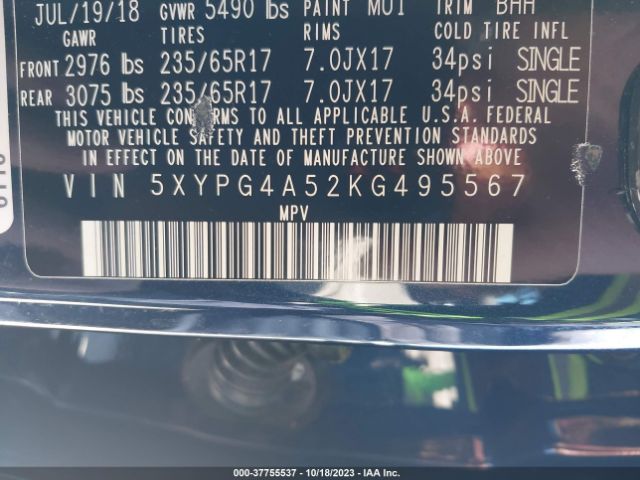 JUL/19/18 GVWR 5490 lbs PAINT MU1 TRIM BHH
GAWR TIRES RIMS COLD TIRE INFL
FRONT 2976 lbs 235/65R17 7.0JX17 34psi SINGLE
REAR 3075 lbs 235/65R17 7.0JX17 34psi SINGLE
THIS VEHICLE CONFORMS TO ALL APPLICABLE U.S.A. FEDERAL
MOTOR VEHICLE SAFETY AND THEFT PREVENTION STANDARDS
IN EFFECT ON THE DATE OF MANUFACTURE SHOWN ABOVE.
VIN 5XYPG4A52KG495567
MPV
000-37755537 - 10/18/2023 - IAA Inc.